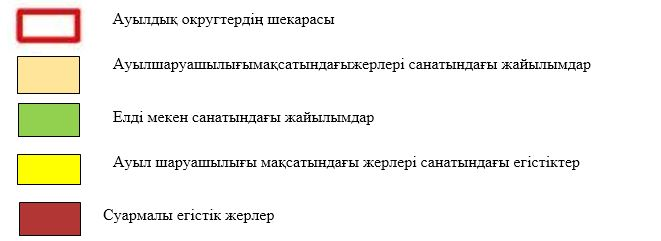 Ауылдық округтердің шекарасы
Ауылшаруашылығымақсатындағыжерлері санатындағы жайылымдар
Елді мекен санатындағы жайылымдар
Ауыл шаруашылығы мақсатындағы жерлері санатындағы егістіктер
Суармалы егістік жерлер